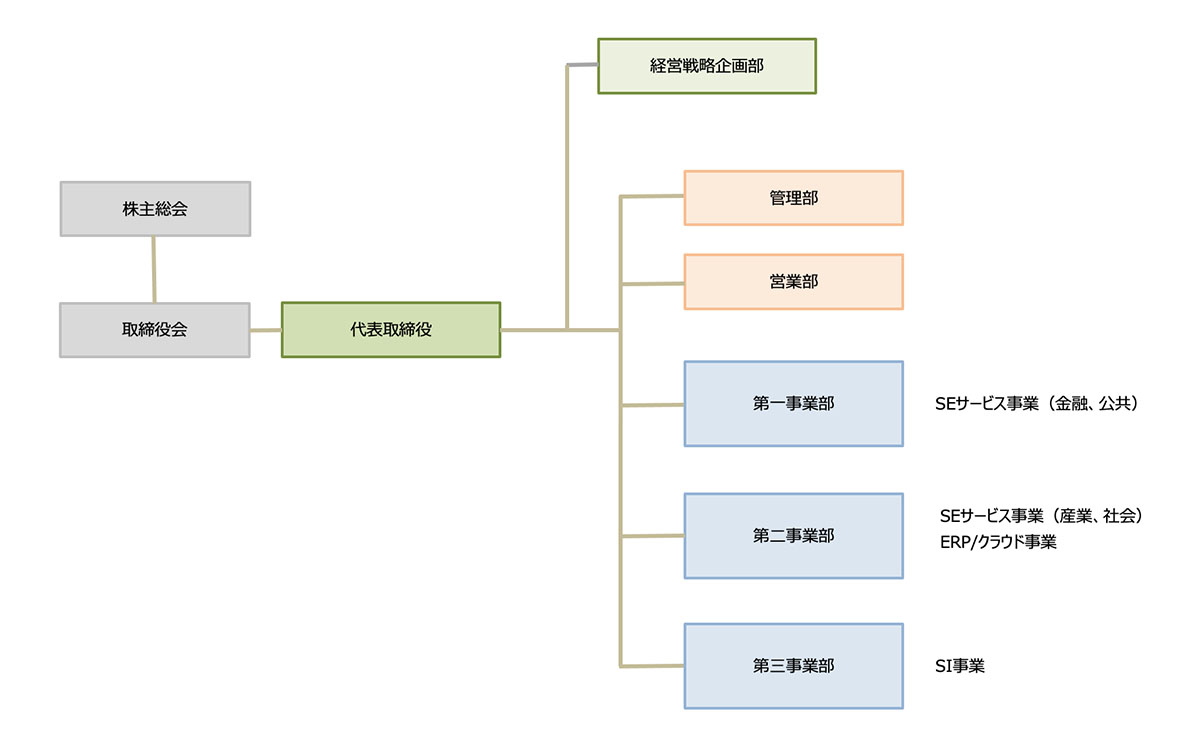 経営戦略企画部
株主総会
取締役会
代表取締役
管理部
営業部
第一事業部
SEサービス事業（金融、公共）
第二事業部
SEサービス事業（産業、社会）
ERP/クラウド事業
第三事業部
SI事業